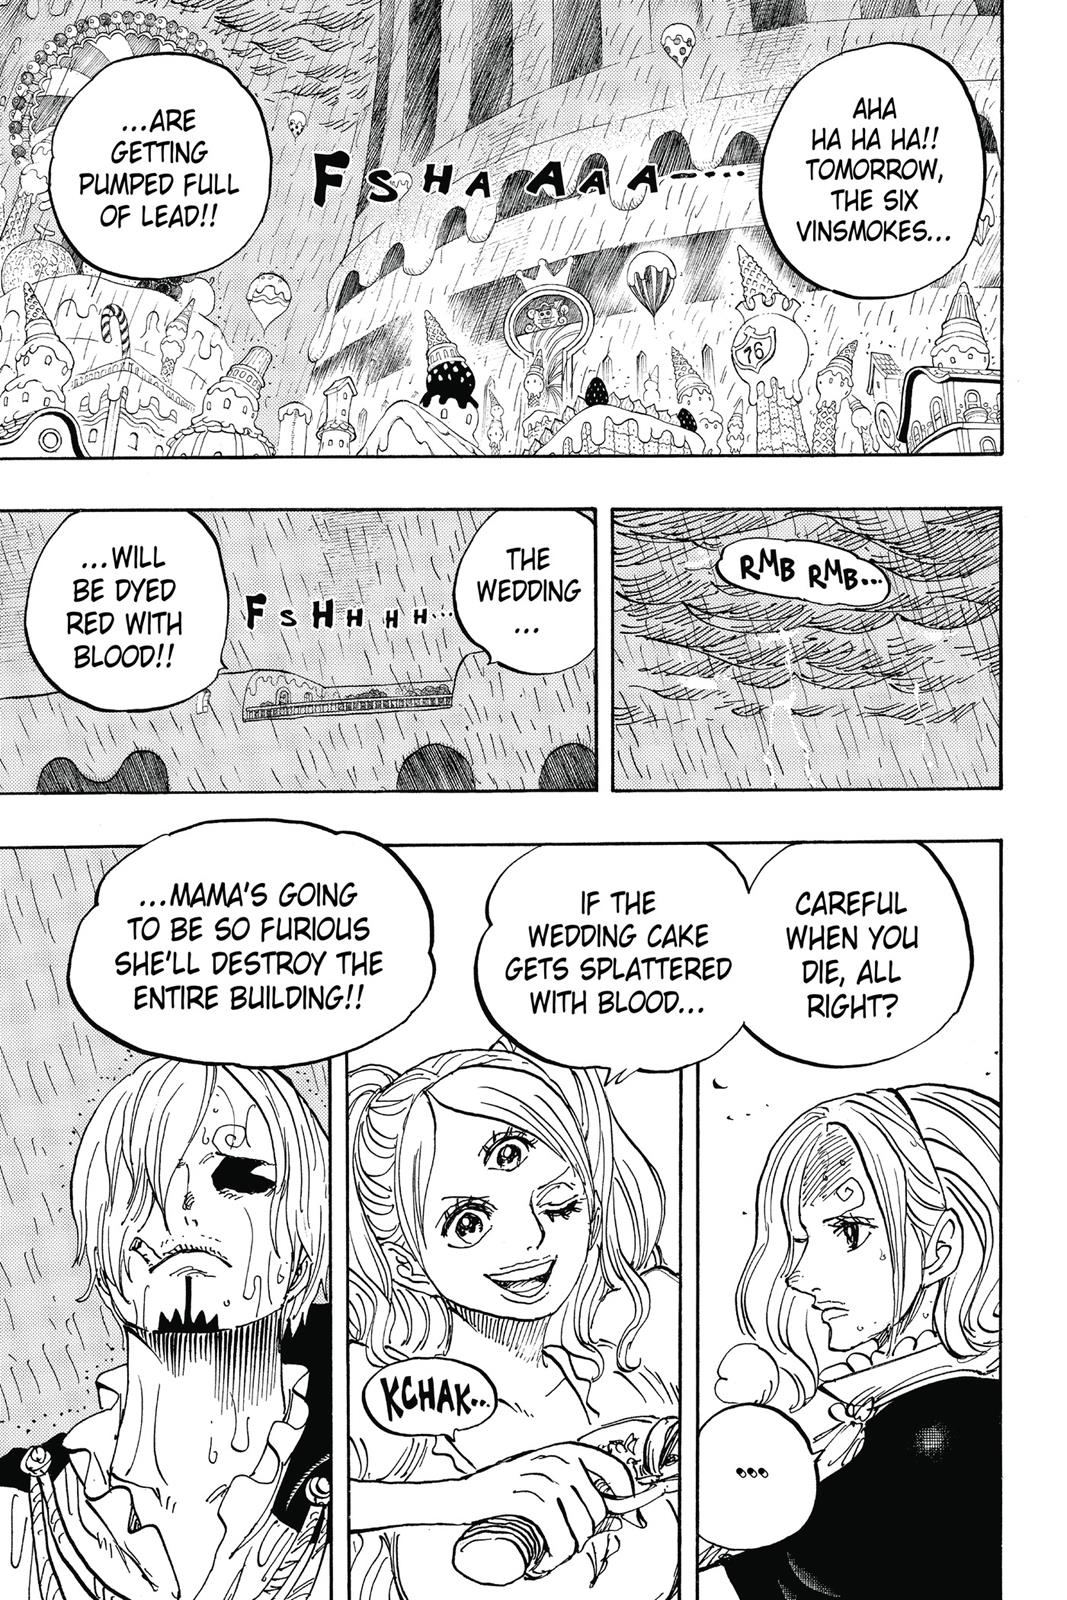 AHA
HA HA HA!!
TOMORROW,
THE SIX
VINSMOKES...
...ARE
GETTING
PUMPED FULL
OF LEAD!!
FSHAAAA...
76
RMB RMB...
THE
WEDDING
...
...WILL
BE DYED
RED WITH
BLOOD!!
FSHHHH...
CAREFUL
WHEN YOU
DIE, ALL
RIGHT?
IF THE
WEDDING CAKE
GETS SPLATTERED
WITH BLOOD...
...MAMA'S GOING
TO BE SO FURIOUS
SHE'LL DESTROY THE
ENTIRE BUILDING!!
...
KCHAK...